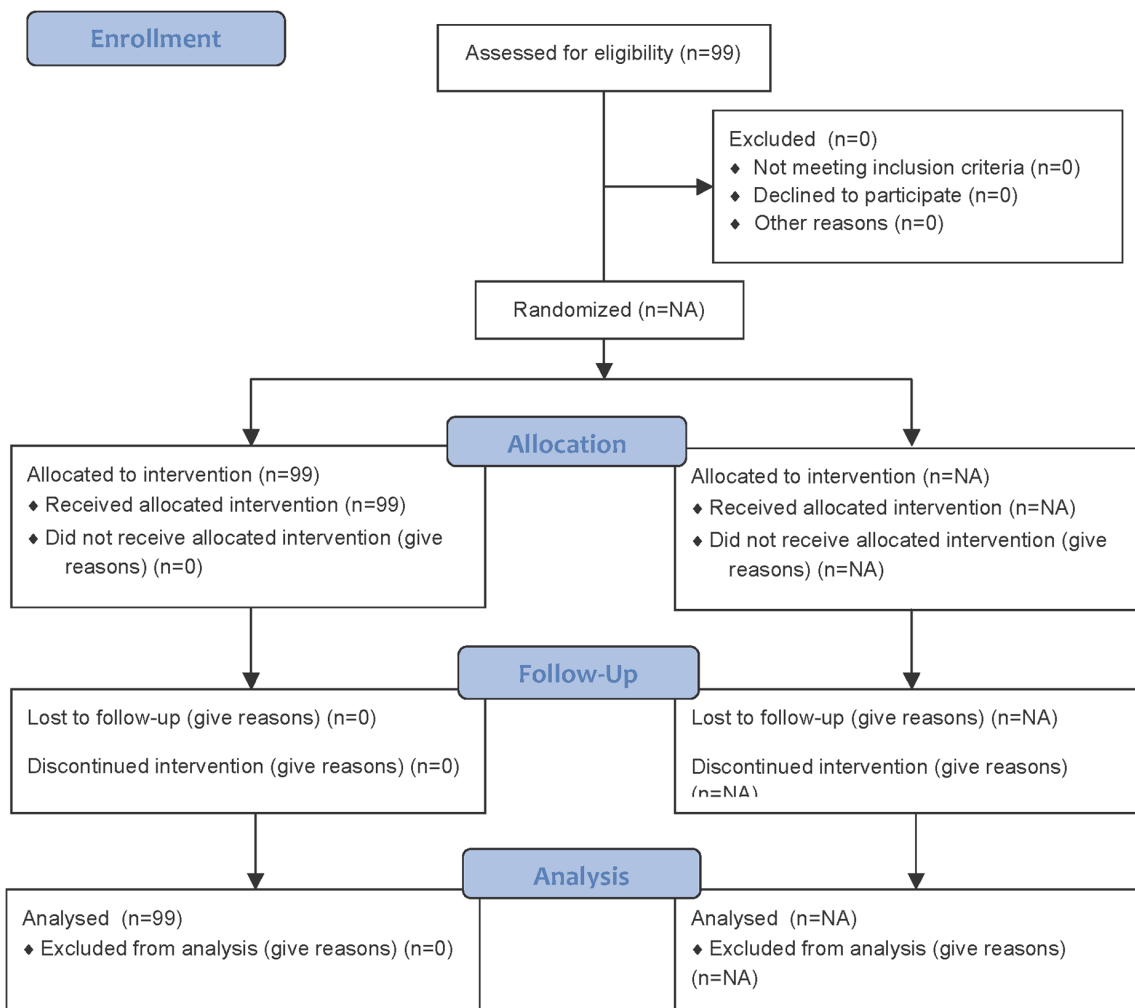 Enrollment
Assessed for eligibility (n=99)
Excluded (n=0)
♦ Not meeting inclusion criteria (n=0)
♦ Declined to participate (n=0)
♦ Other reasons (n=0)
Randomized (n=NA)
Allocation
Allocated to intervention (n=99)
♦ Received allocated intervention (n=99)
♦ Did not receive allocated intervention (give
reasons) (n=0)
Allocated to intervention (n=NA)
♦ Received allocated intervention (n=NA)
♦ Did not receive allocated intervention (give
reasons) (n=NA)
Follow-Up
Lost to follow-up (give reasons) (n=0)
Discontinued intervention (give reasons) (n=0)
Lost to follow-up (give reasons) (n=NA)
Discontinued intervention (give reasons)
(n=NA)
Analysis
Analysed (n=99)
♦ Excluded from analysis (give reasons) (n=0)
Analysed (n=NA)
♦ Excluded from analysis (give reasons)
(n=NA)